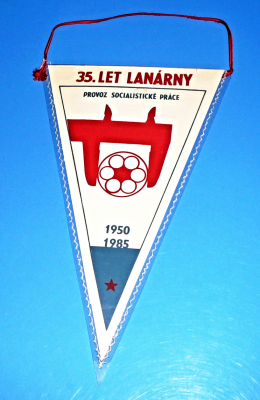 35. LET LANÁRNY
PROVOZ SOCIALISTICKÉ PRÁCE
1950
1985